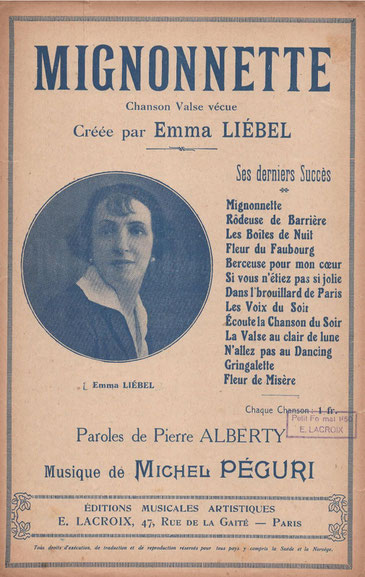 MIGNONNETTE
Chanson Valse vécue
Créée par Emma LIÉBEL
Ses derniers Succès
Mignonnette
Rôdeuse de Barrière
Les Boîtes de Nuit
Fleur du Faubourg
Berceuse pour mon cœur
Si vous n'étiez pas si jolie
Dans l'brouillard de Paris
Les Voix du Soir
Écoute la Chanson du Soir
La Valse au clair de lune
N'allez pas au Dancing
Gringalette
Fleur de Misère
Emma LIÉBEL
Chaque Chanson : 1 fr.
E. LACROIX
Paroles de Pierre ALBERTY
Musique de MICHEL PÉGURI
ÉDITIONS MUSICALES ARTISTIQUES
E. LACROIX, 47, RUE DE LA GAITÉ — PARIS
Tous droits d'exécution, de traduction et de reproduction réservés pour tous pays y compris la Suède et la Norvège.